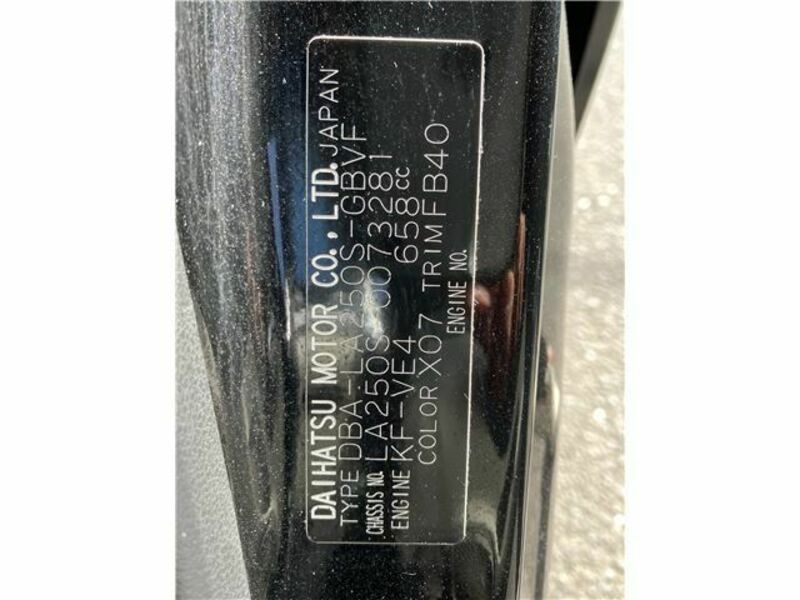 DAIHATSU MOTOR CO., LTD. JAPAN
TYPE DBA-LA250S-GBVF
CHASSIS NO. LA250S-0073281
ENGINE KF-VE4 658cc
COLOR X07 TRIM FB40
ENGINE NO.